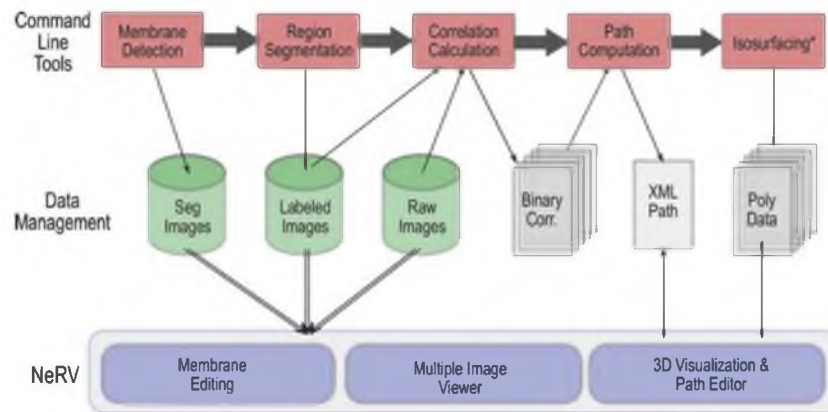 Command
Line
Tools
Membrane
Detection
Region
Segmentation
Correlation
Calculation
Path
Computation
Isosurfacing*
Data
Management
Seg
Images
Labeled
Images
Raw
Images
Binary
Corr.
XML
Path
Poly
Data
NeRV
Membrane
Editing
Multiple Image
Viewer
3D Visualization &
Path Editor